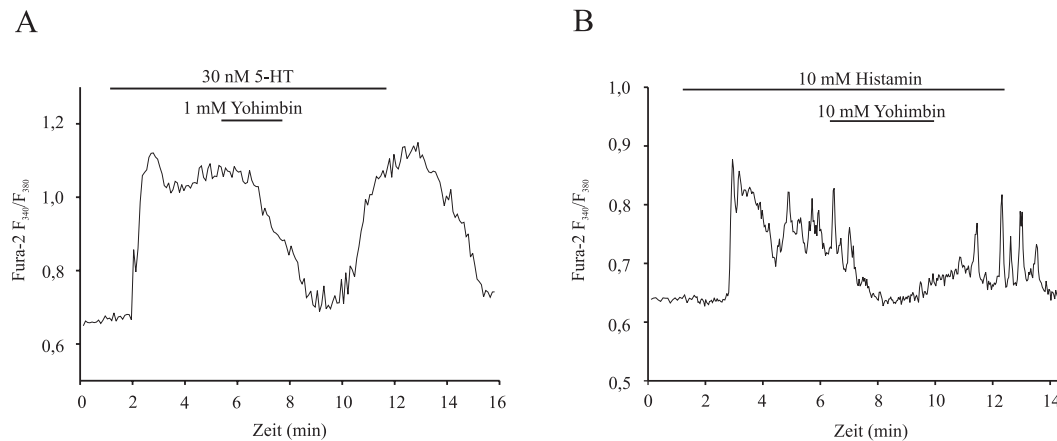 A
30 nM 5-HT
1 mM Yohimbin
1,2
1,0
0,8
0,6
Fura-2 F340/F380
0 2 4 6 8 10 12 14 16
Zeit (min)
B
10 mM Histamin
10 mM Yohimbin
1,0
0,9
0,8
0,7
0,6
0,5
Fura-2 F340/F380
0 2 4 6 8 10 12 14
Zeit (min)